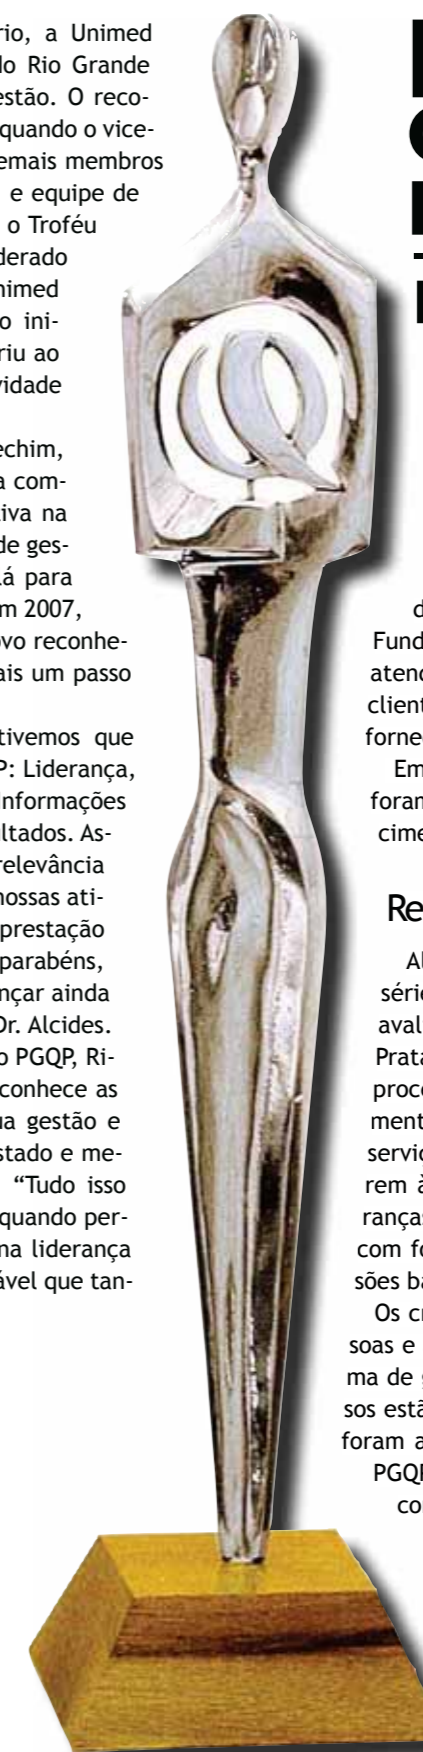 rio, a Unimed
do Rio Grande
estão. O reco-
quando o vice-
emais membros
e equipe de
o Troféu
derado
nimed
o ini-
riu ao
vidade
echim,
a com-
iva na
de ges-
lá para
m 2007,
ovo reconhe-
ais um passo
tivemos que
P: Liderança,
Informações
ltados. As-
relevância
nossas ati-
prestação
parabéns,
nçar ainda
Dr. Alcides.
o PGQP, Ri-
conhece as
ua gestão e
stado e me-
“Tudo isso
quando per-
na liderança
ável que tan-
d
Fund
atend
client
forne
Em
foram
cime
Re
Al
série
aval
Prata
proce
ment
servic
rem à
rança
com fo
sões ba
Os cr
soas e
ma de g
sos estã
foram a
PGQP
co